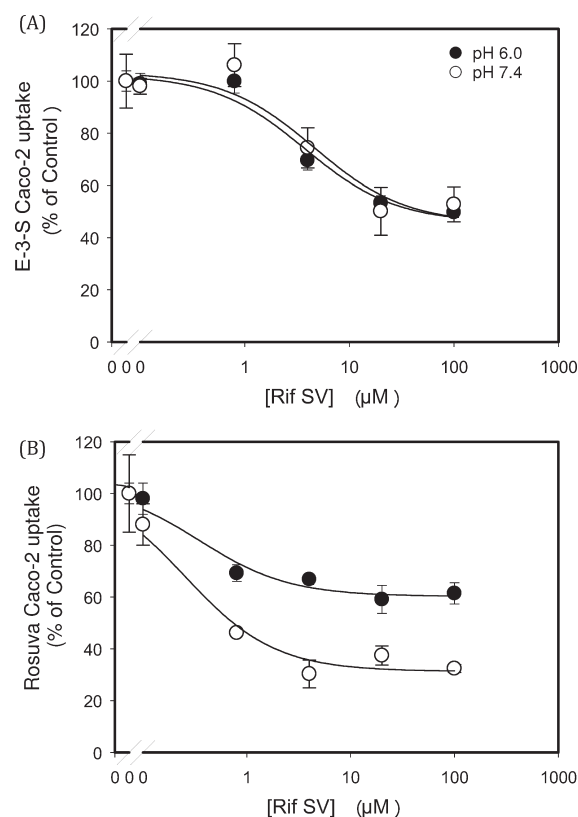 (A)
E-3-S Caco-2 uptake
(% of Control)
120
100
80
60
40
20
0
pH 6.0
pH 7.4
0 0 0 1 10 100 1000
[Rif SV] (µM )
(B)
Rosuva Caco-2 uptake
(% of Control)
120
100
80
60
40
20
0
0 0 0 1 10 100 1000
[Rif SV] (µM )